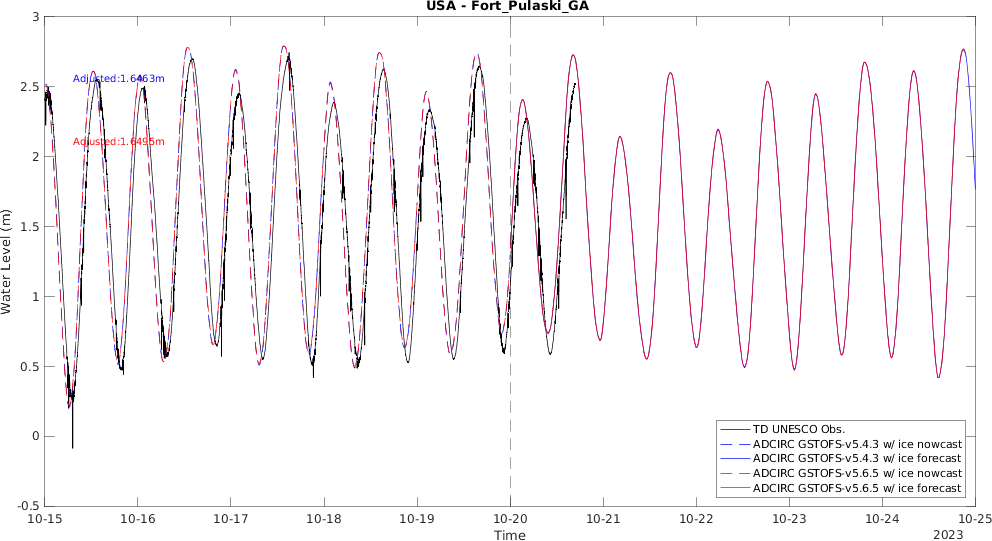 USA - Fort_Pulaski_GA
3
2.5
2
1.5
1
0.5
0
-0.5
Water Level (m)
Adjusted:1.6463m
Adjusted:1.6495m
TD UNESCO Obs.
ADCIRC GSTOFS-v5.4.3 w/ ice nowcast
ADCIRC GSTOFS-v5.4.3 w/ ice forecast
ADCIRC GSTOFS-v5.6.5 w/ ice nowcast
ADCIRC GSTOFS-v5.6.5 w/ ice forecast
10-15 10-16 10-17 10-18 10-19 10-20 10-21 10-22 10-23 10-24 10-25
Time
2023